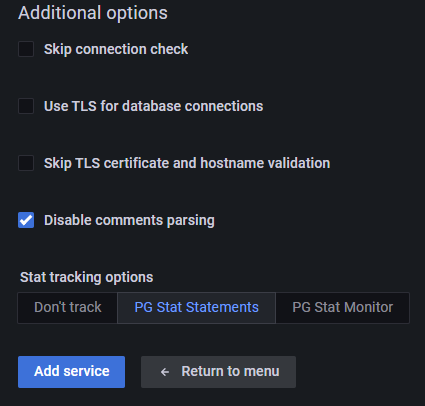 Additional options
Skip connection check
Use TLS for database connections
Skip TLS certificate and hostname validation
Disable comments parsing
Stat tracking options
Don't track PG Stat Statements PG Stat Monitor
Add service ← Return to menu